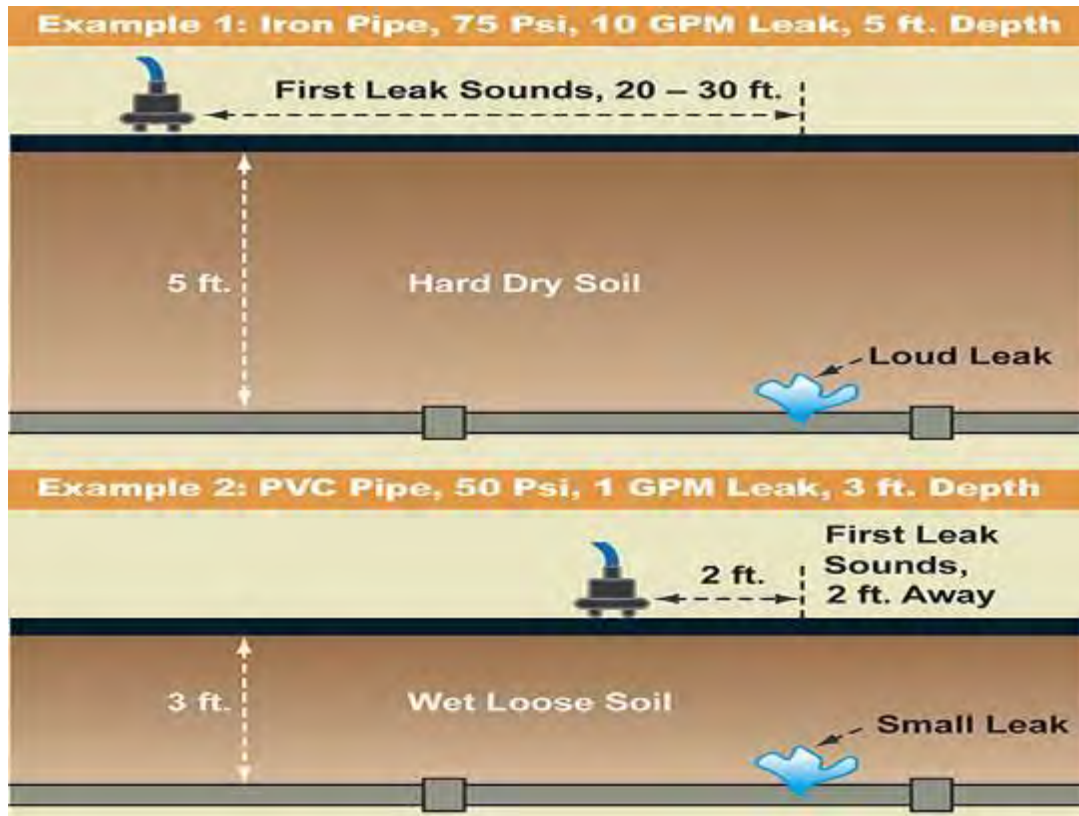 Example 1: Iron Pipe, 75 Psi, 10 GPM Leak, 5 ft. Depth
First Leak Sounds, 20 – 30 ft.
5 ft.
Hard Dry Soil
Loud Leak
Example 2: PVC Pipe, 50 Psi, 1 GPM Leak, 3 ft. Depth
2 ft.
First Leak
Sounds,
2 ft. Away
3 ft.
Wet Loose Soil
Small Leak